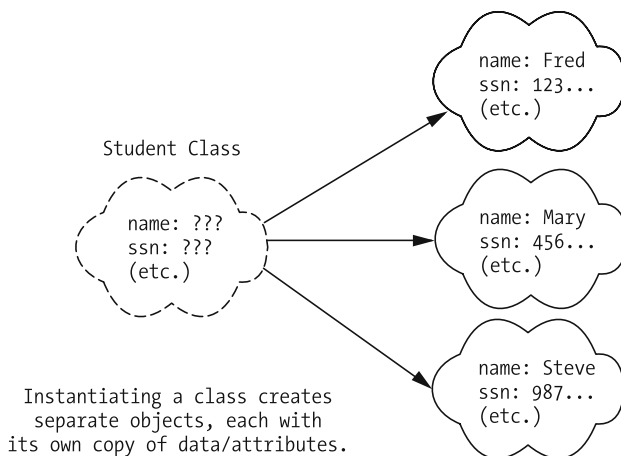 name: Fred
ssn: 123...
(etc.)
Student Class
name: ???
ssn: ???
(etc.)
name: Mary
ssn: 456...
(etc.)
name: Steve
ssn: 987...
(etc.)
Instantiating a class creates
separate objects, each with
its own copy of data/attributes.